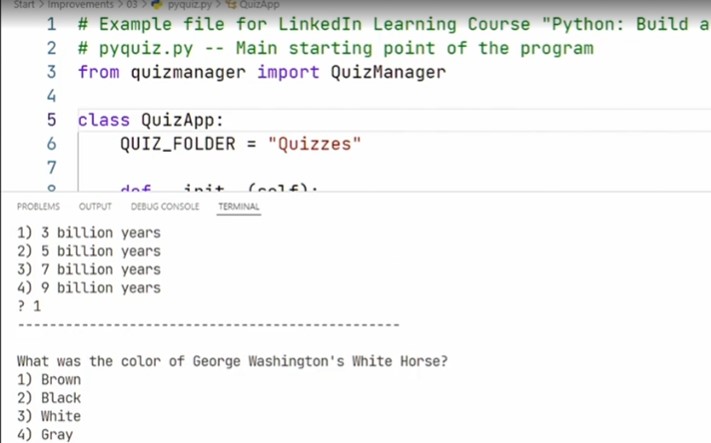 Start > Improvements > 03 > pyquiz.py > QuizApp
1 # Example file for LinkedIn Learning Course "Python: Build a
2 # pyquiz.py -- Main starting point of the program
3 from quizmanager import QuizManager
4
5 class QuizApp:
6 QUIZ_FOLDER = "Quizzes"
7
8 def __init__(self):
PROBLEMS OUTPUT DEBUG CONSOLE TERMINAL
1) 3 billion years
2) 5 billion years
3) 7 billion years
4) 9 billion years
? 1
------------------------------------------------
What was the color of George Washington's White Horse?
1) Brown
2) Black
3) White
4) Gray